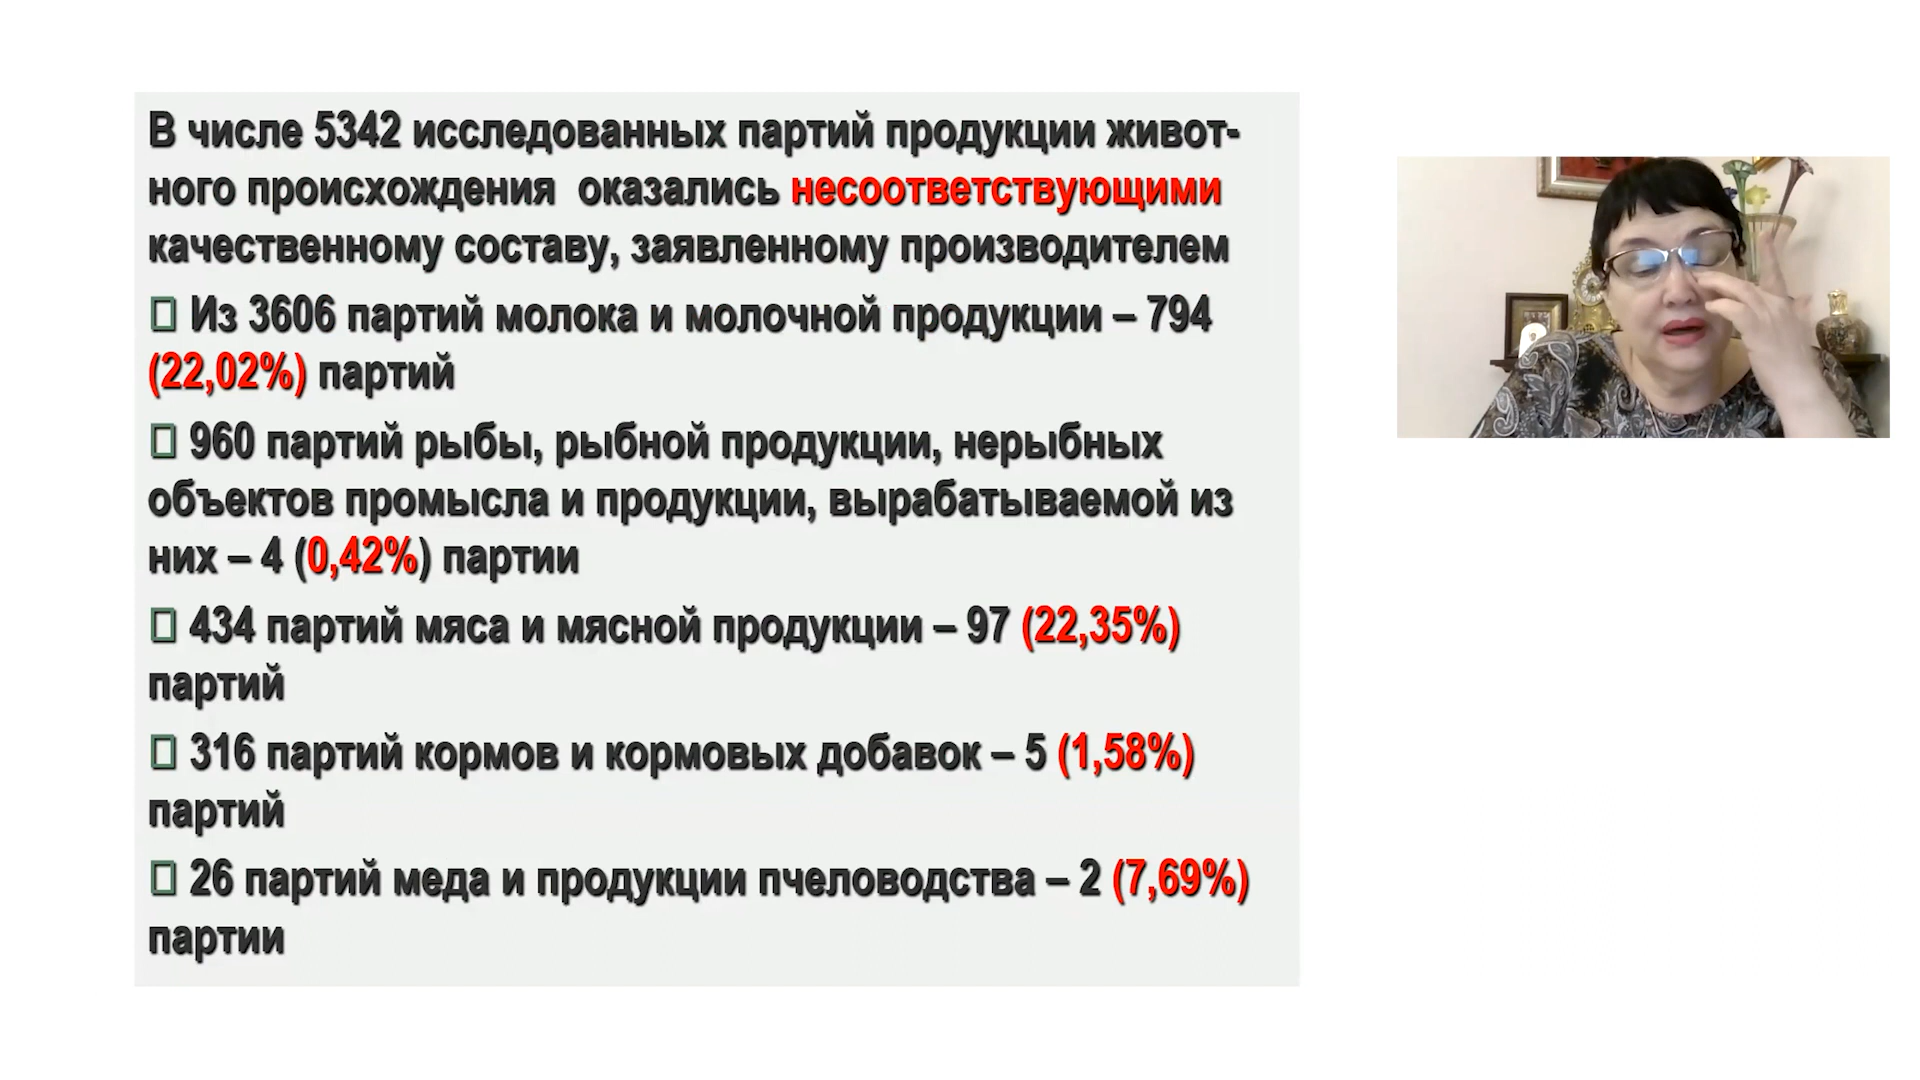 В числе 5342 исследованных партий продукции живот-
ного происхождения оказались несоответствующими
качественному составу, заявленному производителем
Из 3606 партий молока и молочной продукции – 794
(22,02%) партий
960 партий рыбы, рыбной продукции, нерыбных
объектов промысла и продукции, вырабатываемой из
них – 4 (0,42%) партии
434 партий мяса и мясной продукции – 97 (22,35%)
партий
316 партий кормов и кормовых добавок – 5 (1,58%)
партий
26 партий меда и продукции пчеловодства – 2 (7,69%)
партии